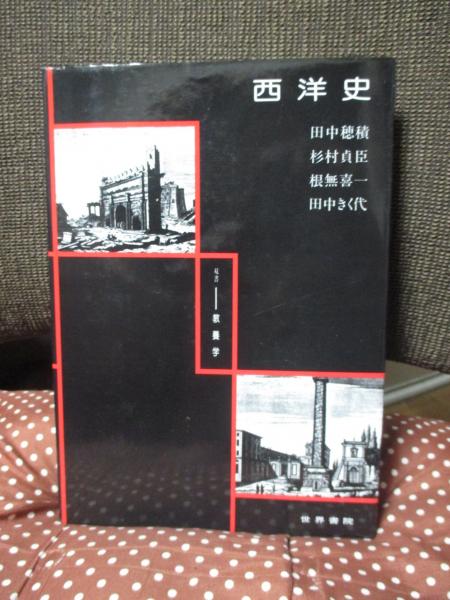 西洋史
田中穂積
杉村貞臣
根無喜一
田中きく代
双書――教養学
世界書院